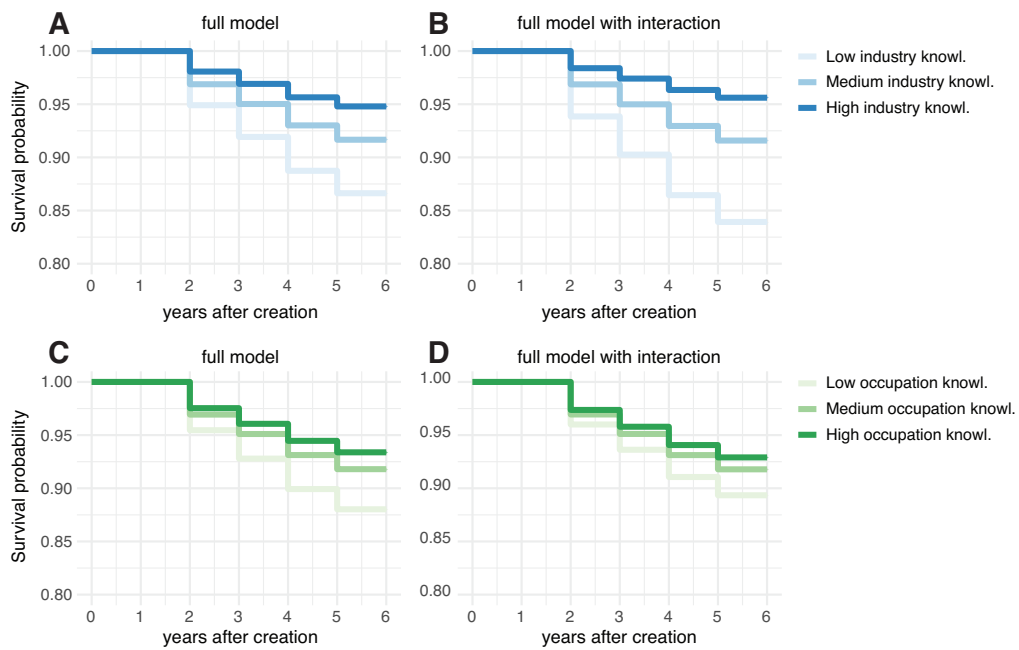 A
full model
1.00
0.95
0.90
0.85
0.80
Survival probability
0 1 2 3 4 5 6
years after creation
B
full model with interaction
1.00
0.95
0.90
0.85
0.80
0 1 2 3 4 5 6
years after creation
Low industry knowl.
Medium industry knowl.
High industry knowl.
C
full model
1.00
0.95
0.90
0.85
0.80
Survival probability
0 1 2 3 4 5 6
years after creation
D
full model with interaction
1.00
0.95
0.90
0.85
0.80
0 1 2 3 4 5 6
years after creation
Low occupation knowl.
Medium occupation knowl.
High occupation knowl.